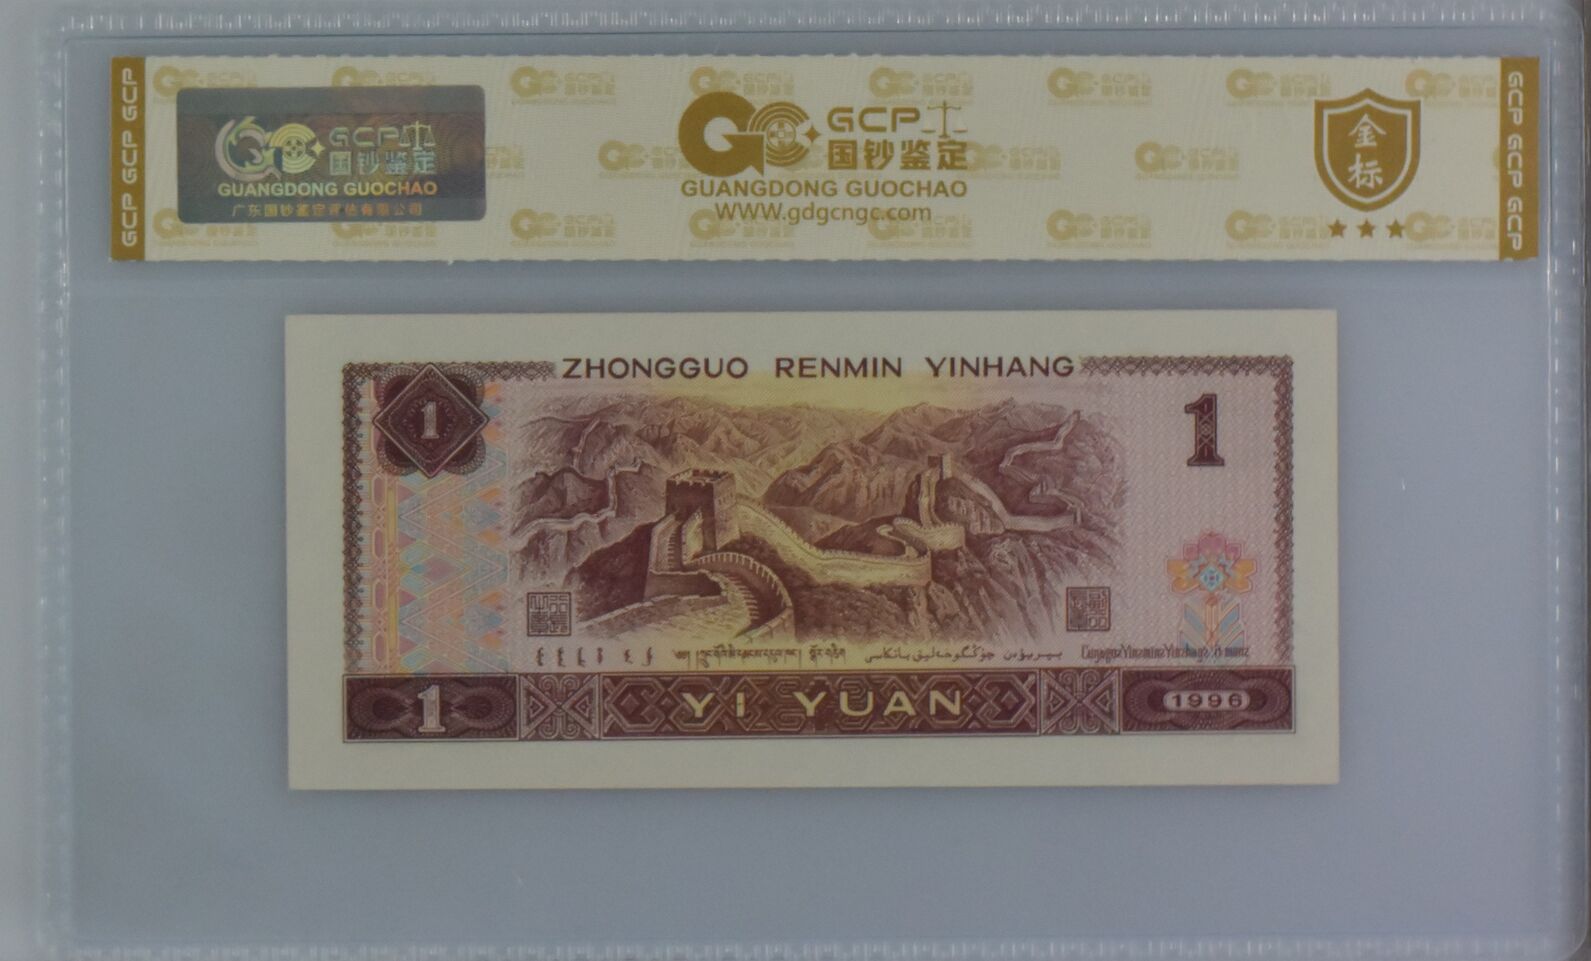 GCP GCP GCP
GCP
国钞鉴定
GUANGDONG GUOCHAO
广东国钞鉴定评估有限公司
GCP
国钞鉴定
GUANGDONG GUOCHAO
WWW.gdgcngc.com
金
标
GCP GCP GCP
ZHONGGUO RENMIN YINHANG
1
1
1
YI YUAN
1996